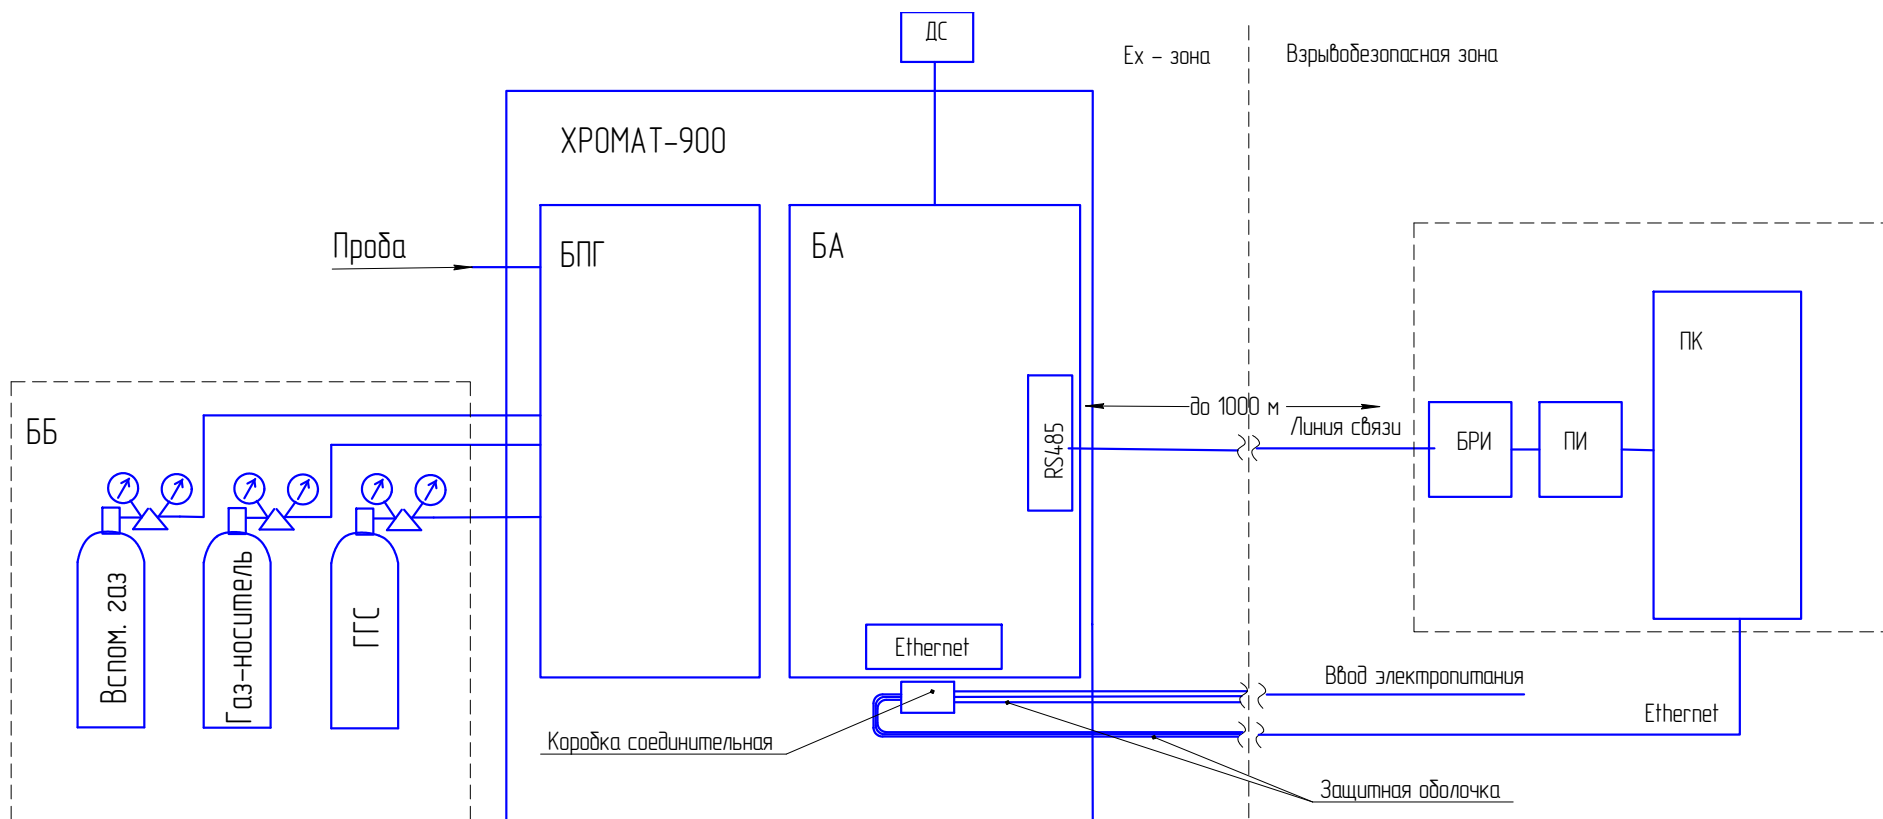 ДС
Ex – зона
Взрывобезопасная зона
ХРОМАТ-900
Проба
БПГ
БА
ПК
ББ
до 1000 м
Линия связи
RS485
БРИ
ПИ
Вспом. газ
Газ-носитель
ГГС
Ethernet
Ввод электропитания
Ethernet
Коробка соединительная
Защитная оболочка